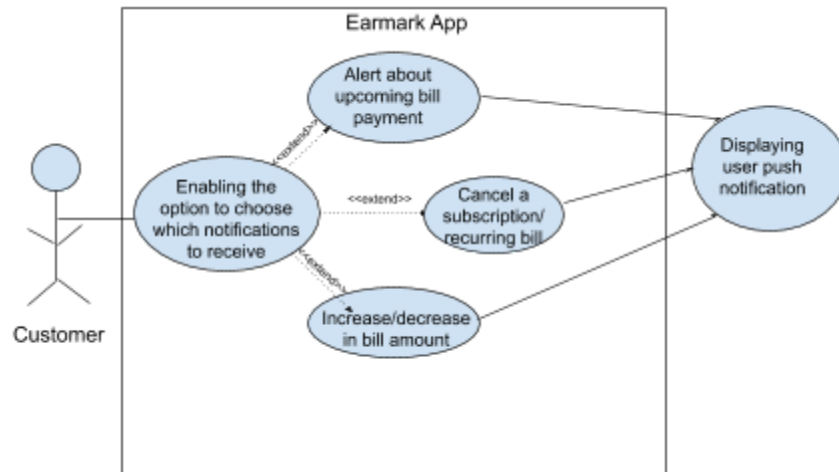 Earmark App
Alert about
upcoming bill
payment
<<extend>>
Displaying
user push
notification
Enabling the
option to choose
which notifications
to receive
<<extend>>
Cancel a
subscription/
recurring bill
<<extend>>
Increase/decrease
in bill amount
Customer